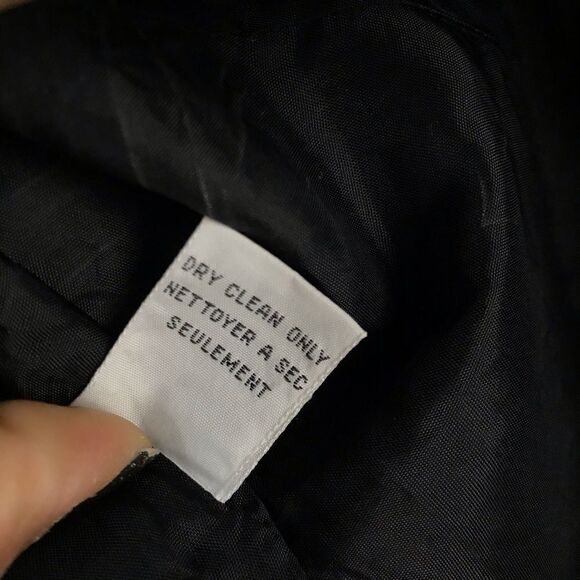 DRY CLEAN ONLY
NETTOYER A SEC
SEULEMENT